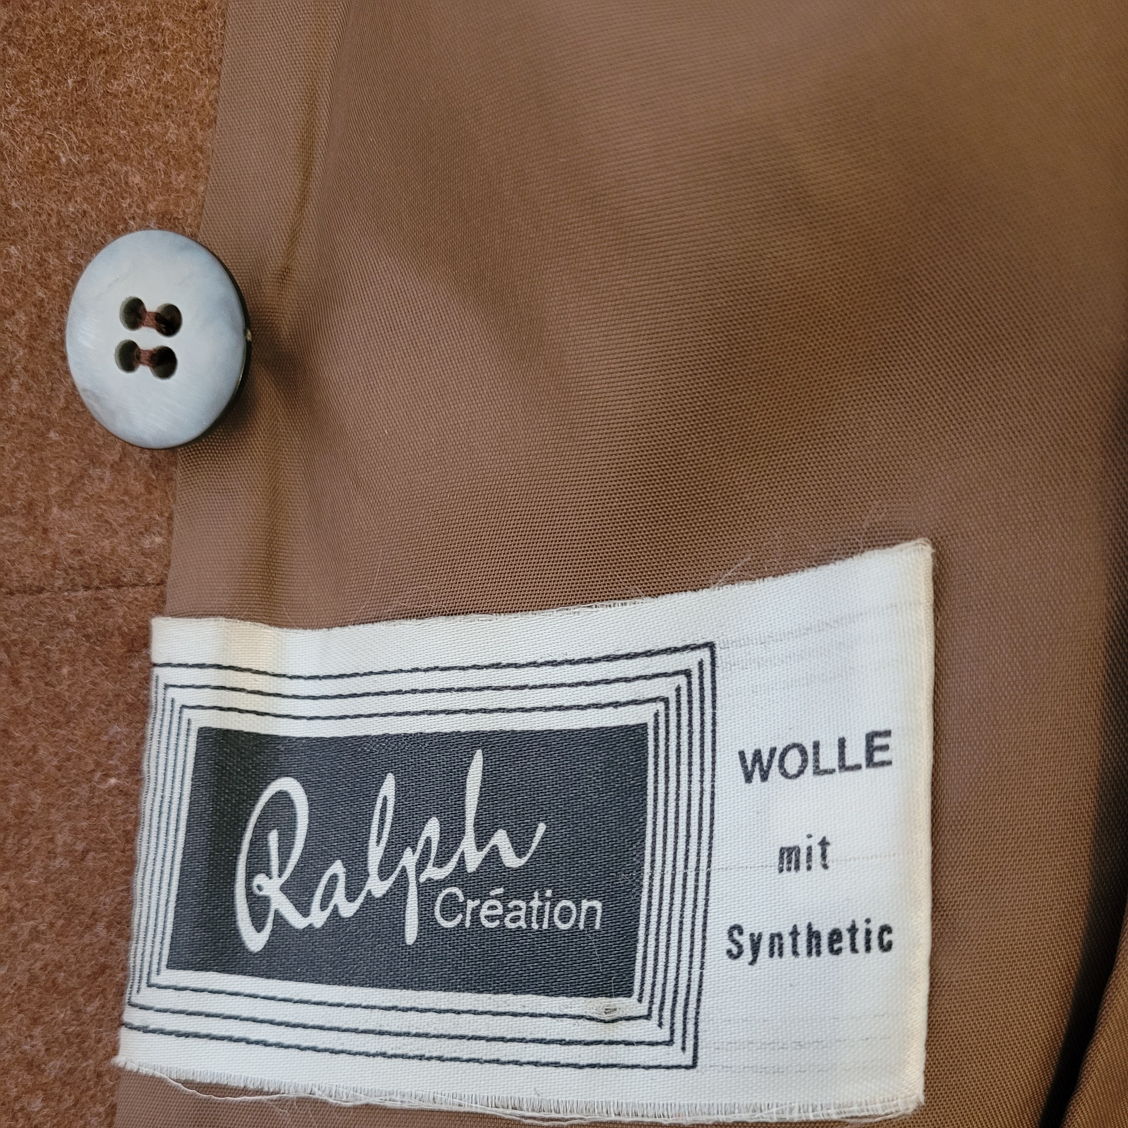 Ralph
Création
WOLLE
mit
Synthetic